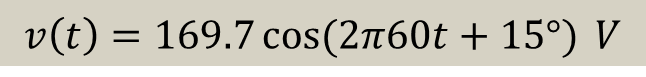 v(t) = 169.7 cos(2π60t + 15°) V